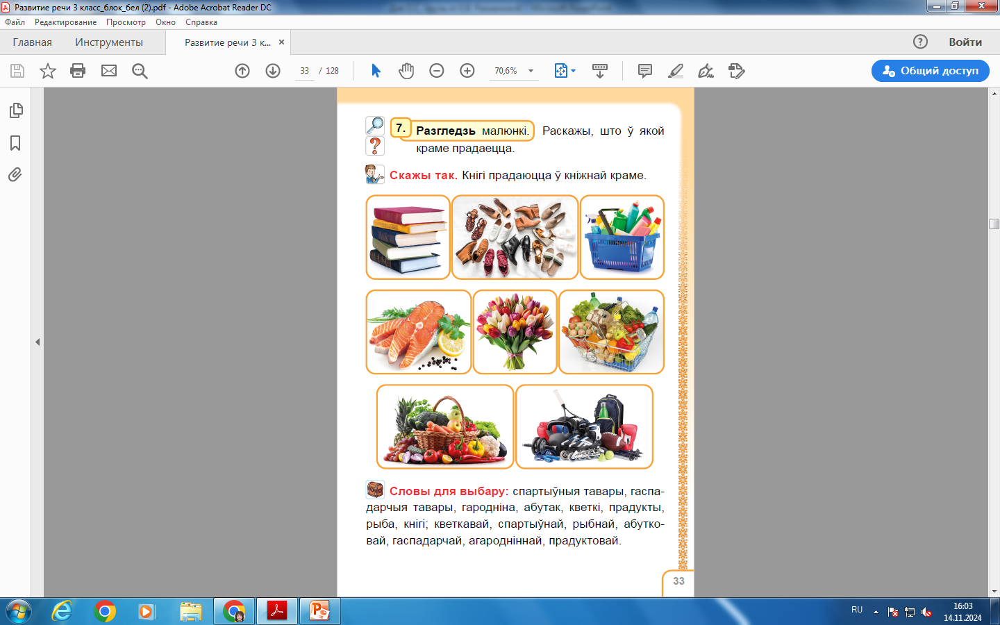 Развитие речи 3 класс_блок_бел (2).pdf - Adobe Acrobat Reader DC
Файл Редактирование Просмотр Окно Справка
Главная Инструменты Развитие речи 3 к... × ? Войти
33 / 128 70,6% Общий доступ
7. Разгледзь малюнкі. Раскажы, што ў якой
краме прадаецца.
Скажы так. Кнігі прадаюцца ў кніжнай краме.
Словы для выбару: спартыўныя тавары, гаспа-
дарчыя тавары, гародніна, абутак, кветкі, прадукты,
рыба, кнігі; кветкавай, спартыўнай, рыбнай, абутко-
вай, гаспадарчай, агародніннай, прадуктовай.
33
RU 16:03
14.11.2024